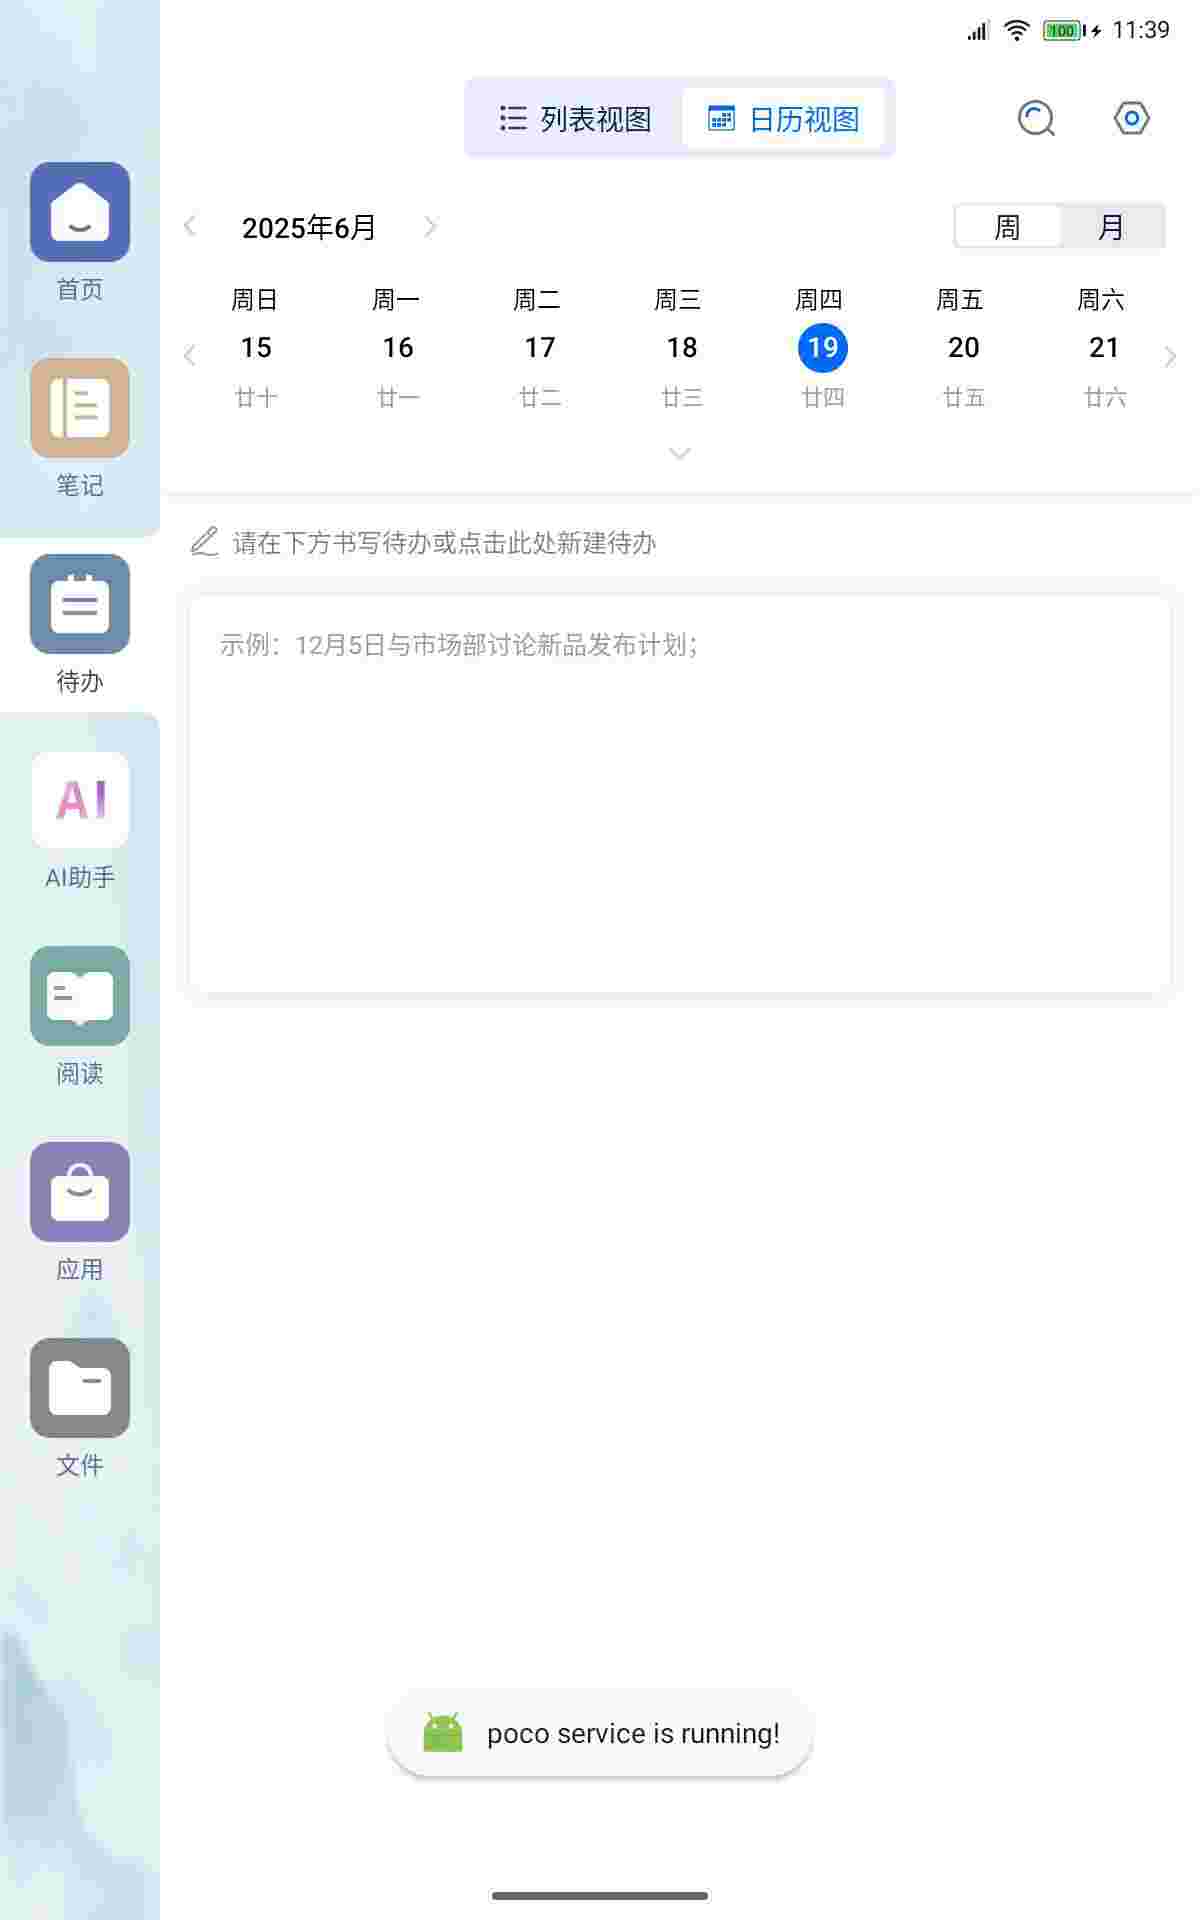 100 11:39
列表视图 日历视图
2025年6月 周 月
周日 周一 周二 周三 周四 周五 周六
15 16 17 18 19 20 21
廿十 廿一 廿二 廿三 廿四 廿五 廿六
请在下方书写待办或点击此处新建待办
示例：12月5日与市场部讨论新品发布计划；
首页
笔记
待办
AI
AI助手
阅读
应用
文件
poco service is running!